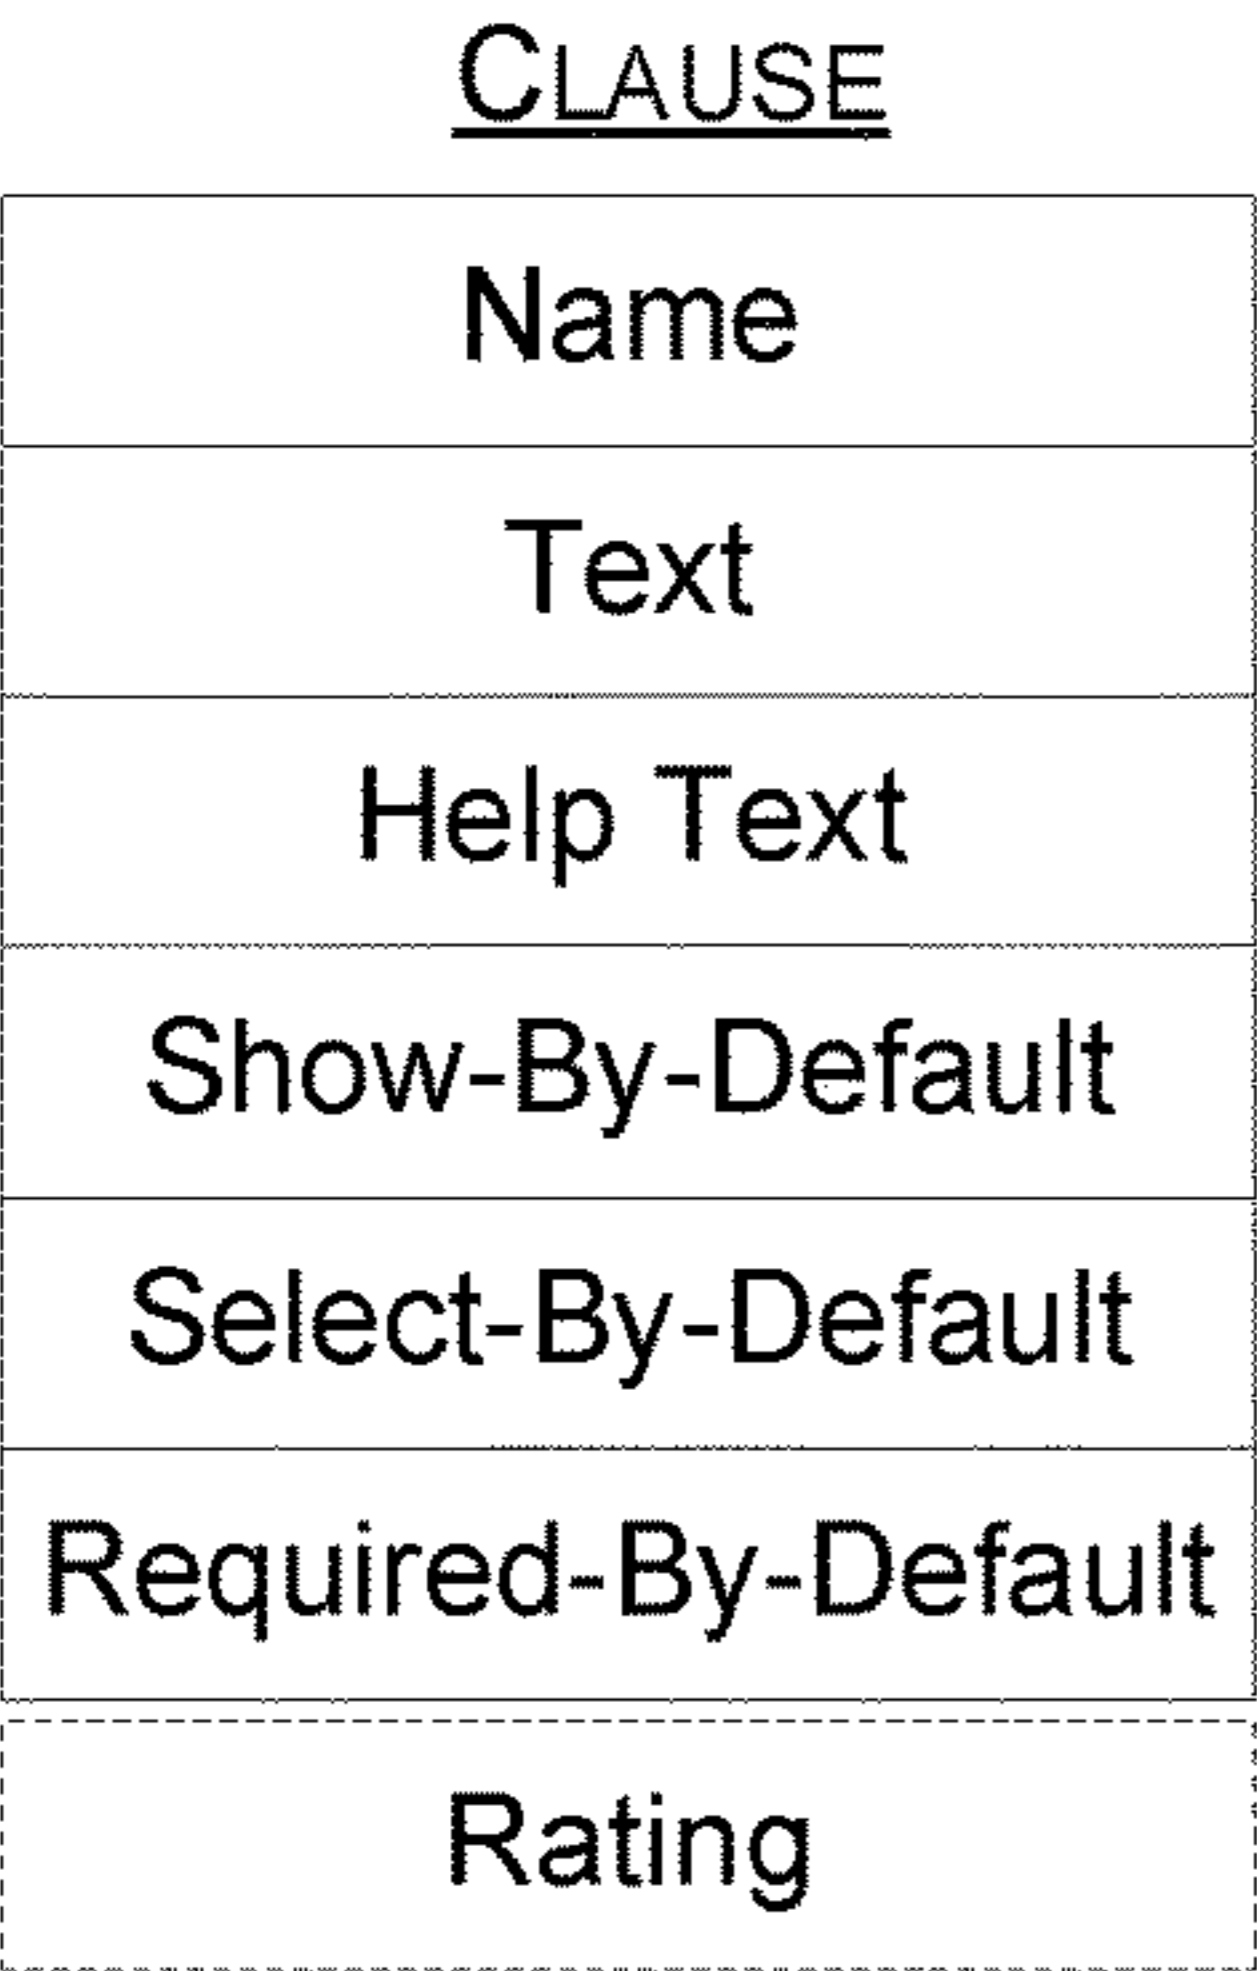 CLAUSE
Name
Text
Help Text
Show-By-Default
Select-By-Default
Required-By-Default
Rating